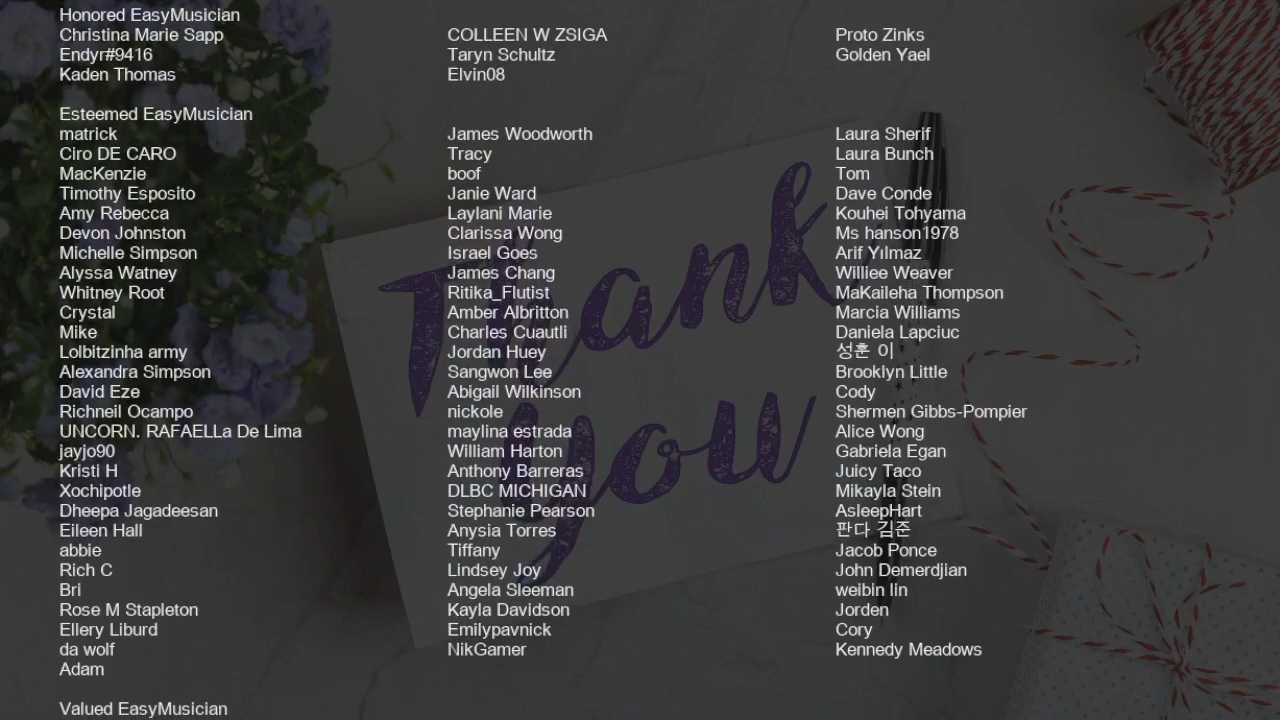 Honored EasyMusician
Christina Marie Sapp COLLEEN W ZSIGA Proto Zinks
Endyr#9416 Taryn Schultz Golden Yael
Kaden Thomas Elvin08
Esteemed EasyMusician
matrick James Woodworth Laura Sherif
Ciro DE CARO Tracy Laura Bunch
MacKenzie boof Tom
Timothy Esposito Janie Ward Dave Conde
Amy Rebecca Laylani Marie Kouhei Tohyama
Devon Johnston Clarissa Wong Ms hanson1978
Michelle Simpson Israel Goes Arif Yılmaz
Alyssa Watney James Chang Williee Weaver
Whitney Root Ritika_Flutist MaKaileha Thompson
Crystal Amber Albritton Marcia Williams
Mike Charles Cuautli Daniela Lapciuc
Lolbitzinha army Jordan Huey 성훈 이
Alexandra Simpson Sangwon Lee Brooklyn Little
David Eze Abigail Wilkinson Cody
Richneil Ocampo nickole Shermen Gibbs-Pompier
UNCORN. RAFAELLa De Lima maylina estrada Alice Wong
jayjo90 William Harton Gabriela Egan
Kristi H Anthony Barreras Juicy Taco
Xochipotle DLBC MICHIGAN Mikayla Stein
Dheepa Jagadeesan Stephanie Pearson AsleepHart
Eileen Hall Anysia Torres 판다 김준
abbie Tiffany Jacob Ponce
Rich C Lindsey Joy John Demerdjian
Bri Angela Sleeman weibin lin
Rose M Stapleton Kayla Davidson Jorden
Ellery Liburd Emilypavnick Cory
da wolf NikGamer Kennedy Meadows
Adam
Valued EasyMusician
Thank
you